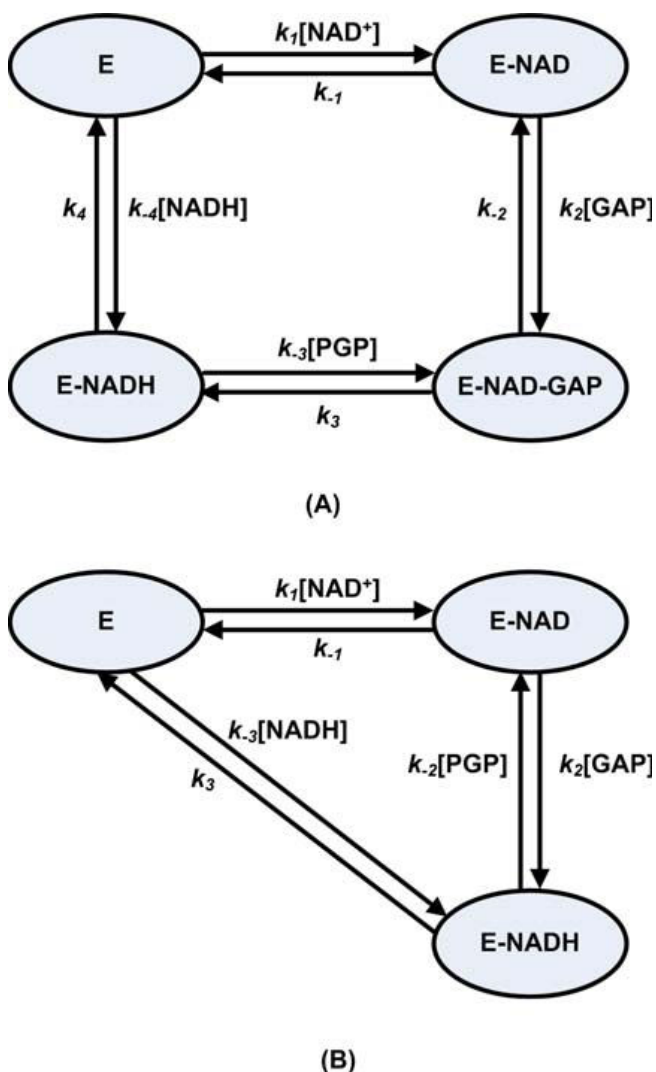 k₁[NAD⁺]
E
E-NAD
k₋₁
k₄
k₋₄[NADH]
k₋₂
k₂[GAP]
k₋₃[PGP]
E-NADH
E-NAD-GAP
k₃
(A)
k₁[NAD⁺]
E
E-NAD
k₋₁
k₋₃[NADH]
k₃
k₋₂[PGP]
k₂[GAP]
E-NADH
(B)